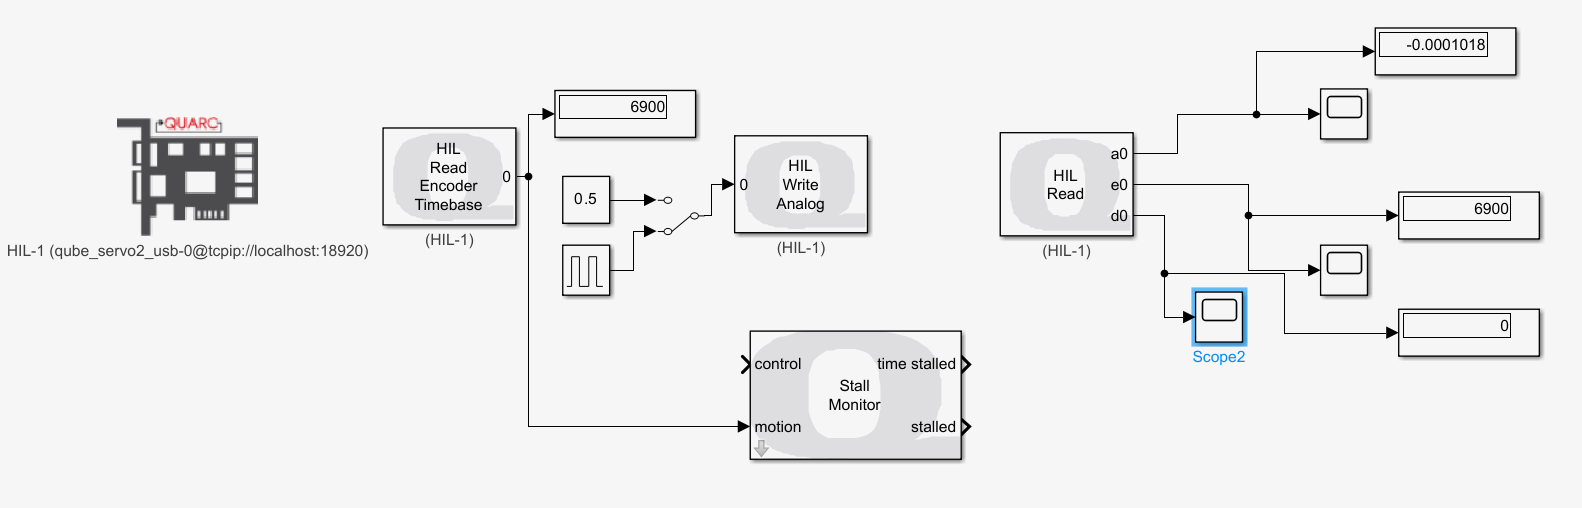 QUARC
HIL-1 (qube_servo2_usb-0@tcpip://localhost:18920)
HIL
Read
Encoder
Timebase
0
(HIL-1)
6900
0.5
0
HIL
Write
Analog
(HIL-1)
control
motion
Stall
Monitor
time stalled
stalled
HIL
Read
a0
e0
d0
(HIL-1)
-0.0001018
6900
0
Scope2